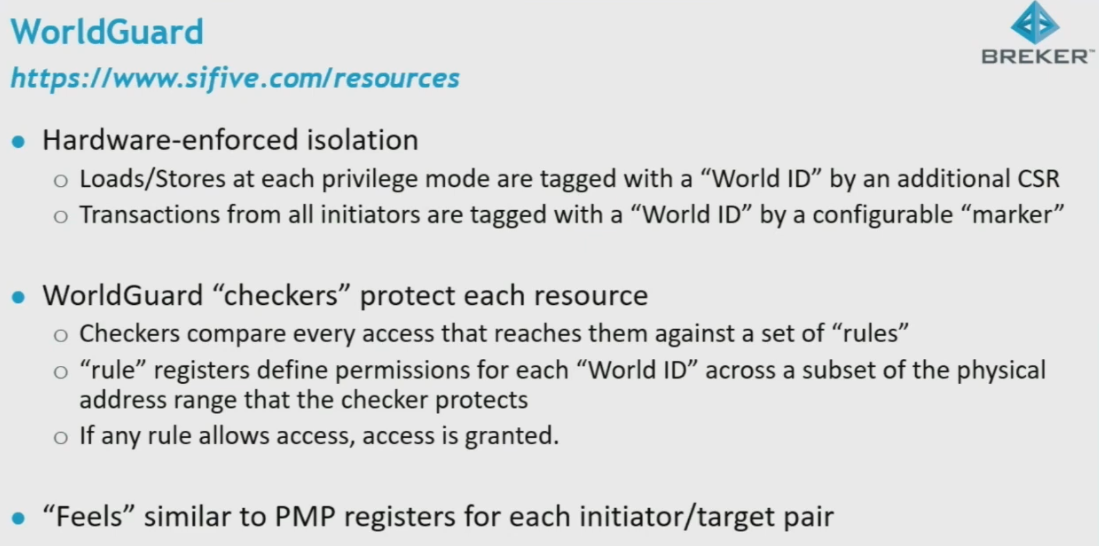 WorldGuard
https://www.sifive.com/resources
BREKER™
● Hardware-enforced isolation
○ Loads/Stores at each privilege mode are tagged with a “World ID” by an additional CSR
○ Transactions from all initiators are tagged with a “World ID” by a configurable “marker”
● WorldGuard “checkers” protect each resource
○ Checkers compare every access that reaches them against a set of “rules”
○ “rule” registers define permissions for each “World ID” across a subset of the physical
address range that the checker protects
○ If any rule allows access, access is granted.
● “Feels” similar to PMP registers for each initiator/target pair